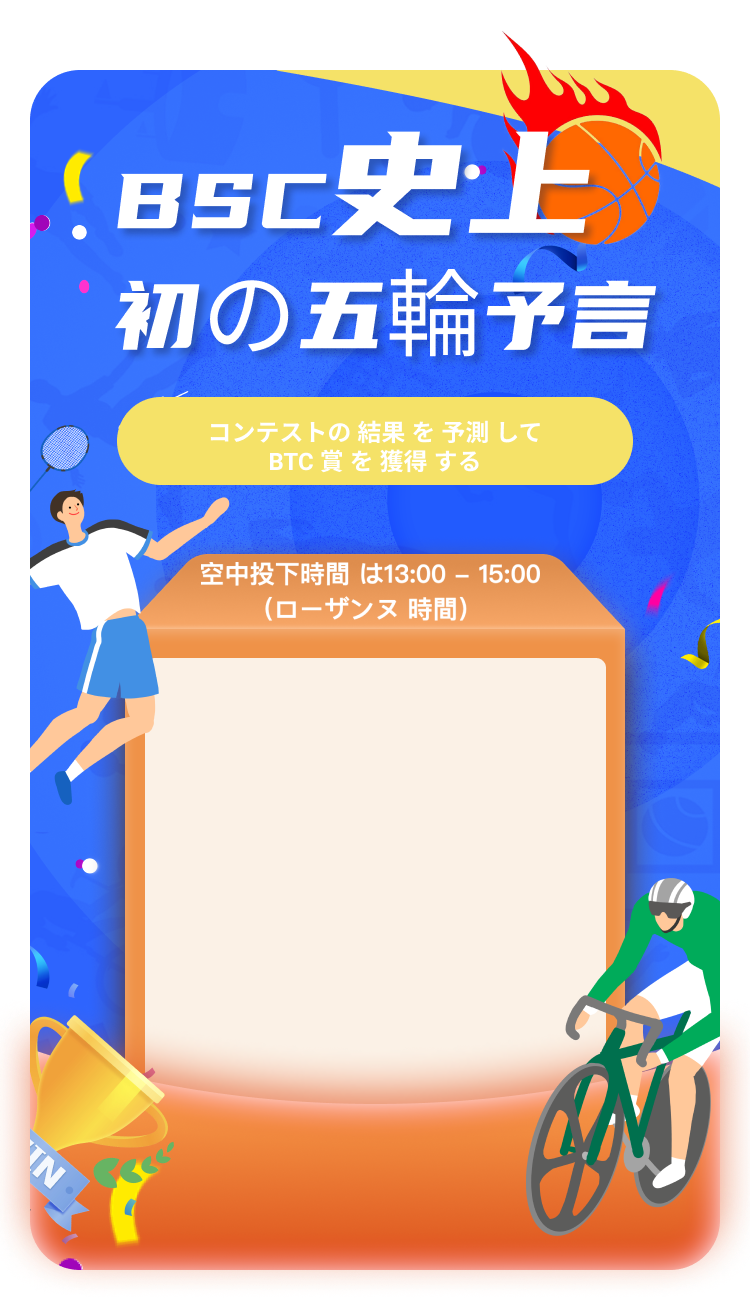 BSC史上
初の五輪予言
コンテストの 結果 を 予測 して
BTC 賞 を 獲得 する
空中投下時間 は13:00 – 15:00
（ローザンヌ 時間）
WIN